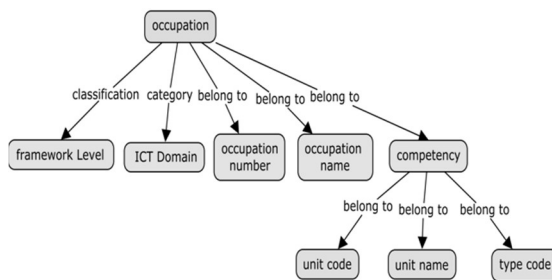 occupation
classification
category
belong to
belong to
belong to
framework Level
ICT Domain
occupation
number
occupation
name
competency
belong to
belong to
belong to
unit code
unit name
type code